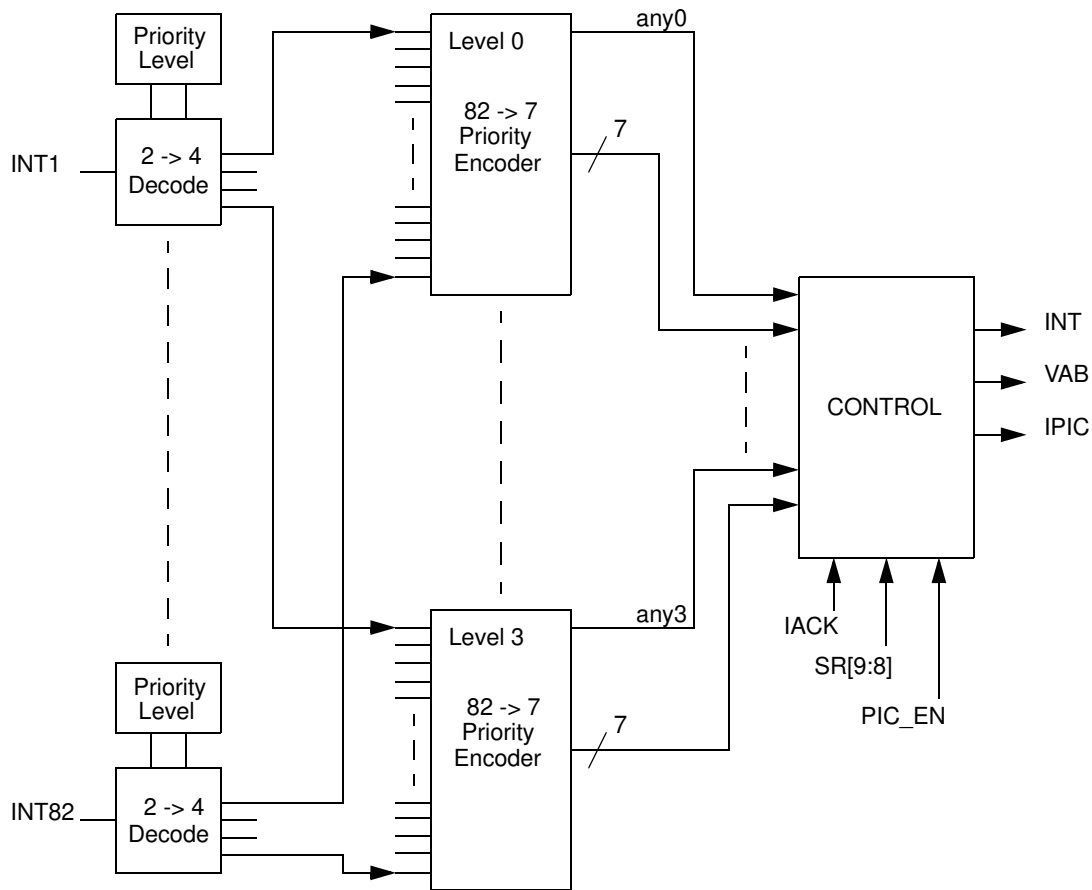 any0
Priority
Level
Level 0
82 -> 7
Priority
Encoder
7
INT1
2 -> 4
Decode
INT
VAB
IPIC
CONTROL
any3
IACK
SR[9:8]
PIC_EN
Priority
Level
Level 3
82 -> 7
Priority
Encoder
7
INT82
2 -> 4
Decode